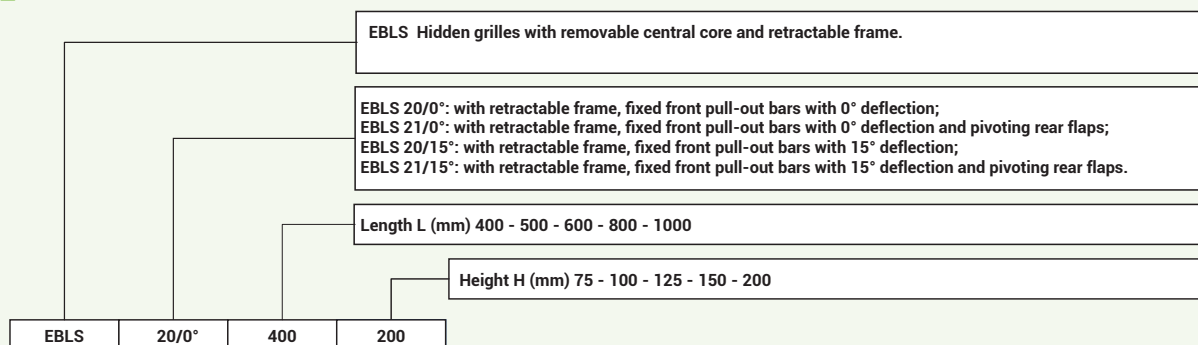 EBLS Hidden grilles with removable central core and retractable frame.
EBLS 20/0°: with retractable frame, fixed front pull-out bars with 0° deflection;
EBLS 21/0°: with retractable frame, fixed front pull-out bars with 0° deflection and pivoting rear flaps;
EBLS 20/15°: with retractable frame, fixed front pull-out bars with 15° deflection;
EBLS 21/15°: with retractable frame, fixed front pull-out bars with 15° deflection and pivoting rear flaps.
Length L (mm) 400 - 500 - 600 - 800 - 1000
Height H (mm) 75 - 100 - 125 - 150 - 200
EBLS 20/0° 400 200